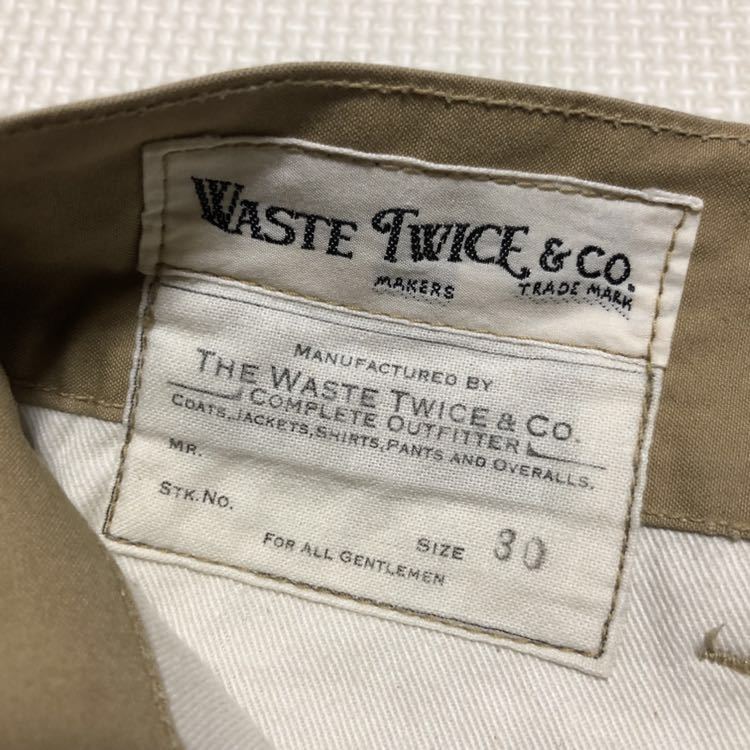 WASTE TWICE & CO.
MAKERS TRADE MARK
MANUFACTURED BY
THE WASTE TWICE & CO.
COMPLETE OUTFITTER
COATS, JACKETS, SHIRTS, PANTS AND OVERALLS.
MR.
STK. NO.
SIZE 30
FOR ALL GENTLEMEN